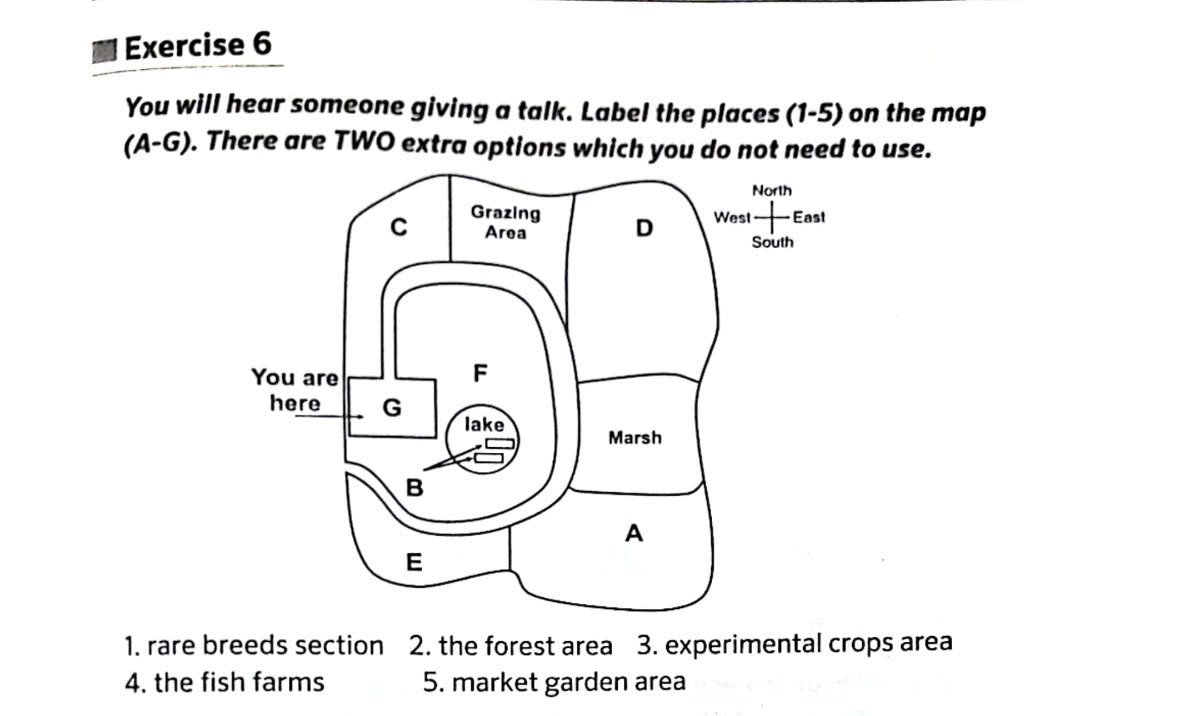 Exercise 6
You will hear someone giving a talk. Label the places (1-5) on the map
(A-G). There are TWO extra options which you do not need to use.
North
West East
South
C
Grazing
Area
D
You are
here
G
F
lake
Marsh
B
A
E
1. rare breeds section 2. the forest area 3. experimental crops area
4. the fish farms 5. market garden area